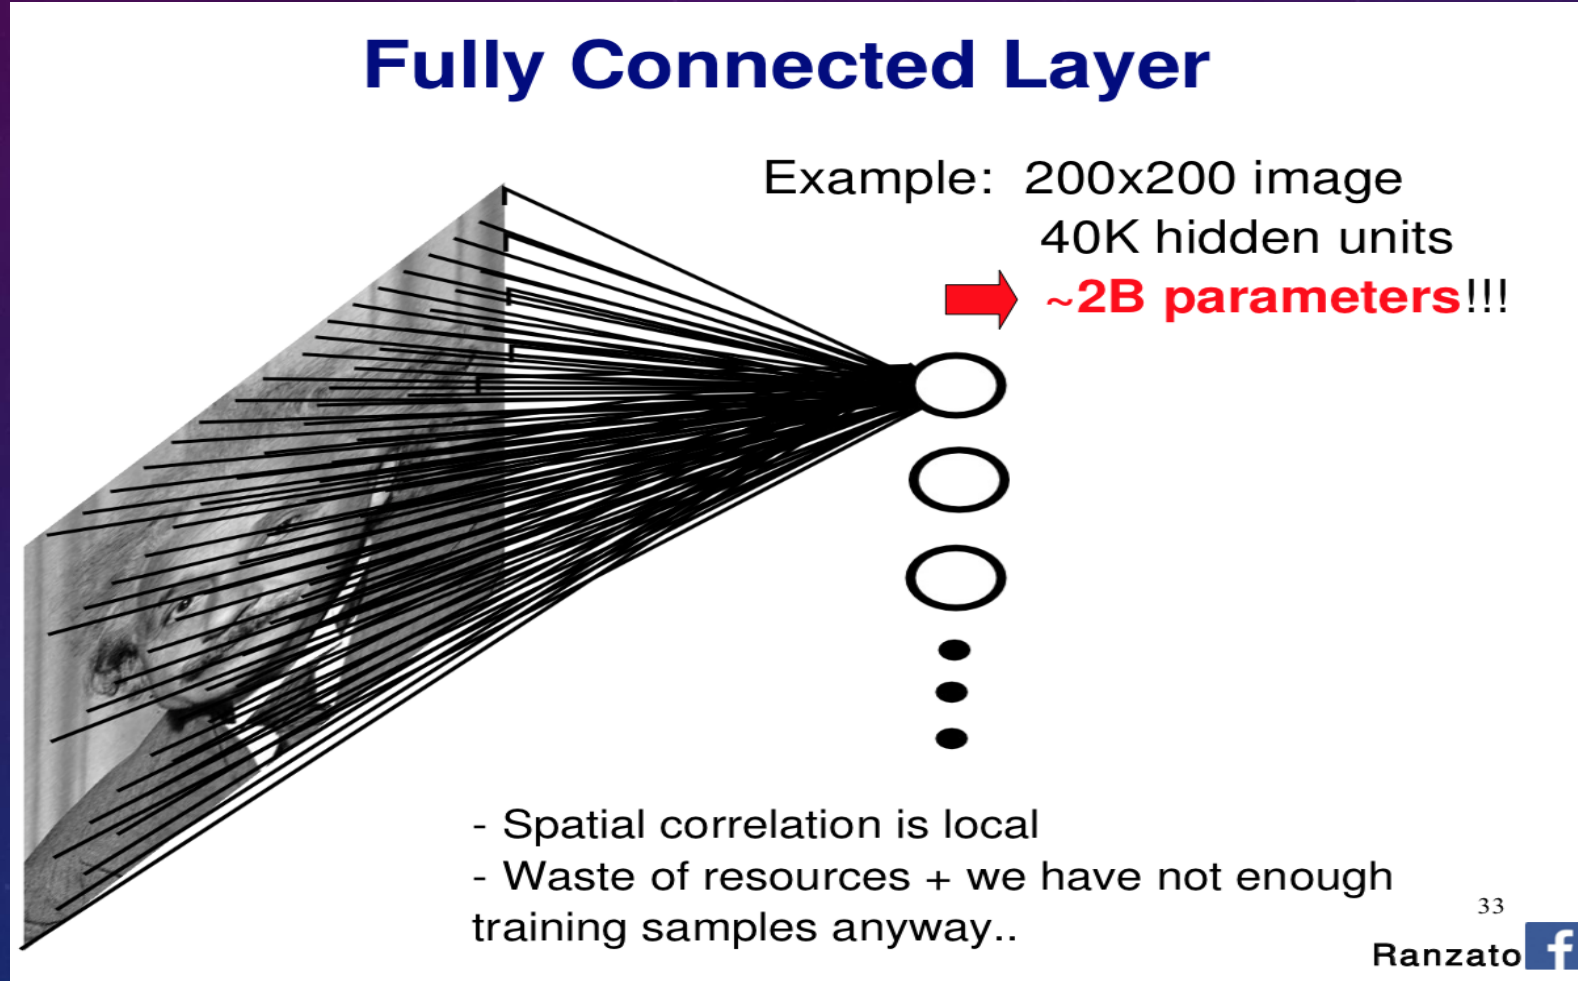 Fully Connected Layer
Example: 200x200 image
40K hidden units
~2B parameters!!!
- Spatial correlation is local
- Waste of resources + we have not enough
training samples anyway..
33
Ranzato
f